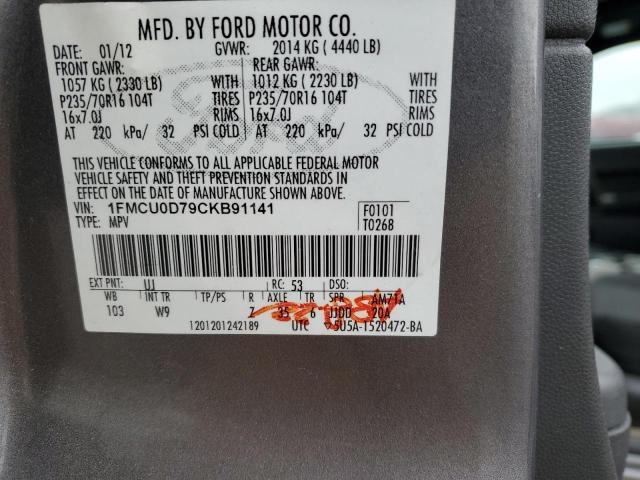 MFD. BY FORD MOTOR CO.
DATE: 01/12 GVWR: 2014 KG ( 4440 LB)
FRONT GAWR: REAR GAWR:
1057 KG ( 2330 LB) WITH 1012 KG ( 2230 LB) WITH
P235/70R16 104T TIRES P235/70R16 104T TIRES
16x7.0J RIMS 16x7.0J RIMS
AT 220 kPa/ 32 PSI COLD AT 220 kPa/ 32 PSI COLD
THIS VEHICLE CONFORMS TO ALL APPLICABLE FEDERAL MOTOR
VEHICLE SAFETY AND THEFT PREVENTION STANDARDS IN
EFFECT ON THE DATE OF MANUFACTURE SHOWN ABOVE.
VIN: 1FMCU0D79CKB91141 F0101
TYPE: MPV T0268
EXT PNT: UJ RC: 53 DSO:
WB INT TR TP/PS R AXLE TR SPR AM71A
103 W9 7 35 6 JJDD 20A
1201201242189 UTC 5U5A-1520472-BA